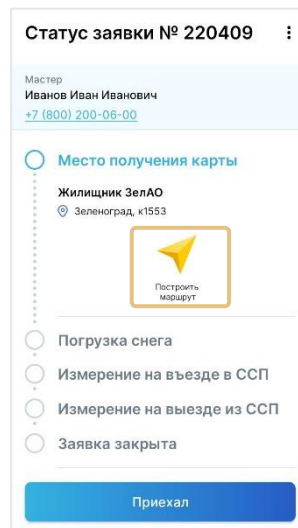 Статус заявки № 220409
Мастер
Иванов Иван Иванович
+7 (800) 200-06-00
Место получения карты
Жилищник ЗелАО
Зеленоград, к1553
Построить
маршрут
Погрузка снега
Измерение на въезде в ССП
Измерение на выезде из ССП
Заявка закрыта
Приехал